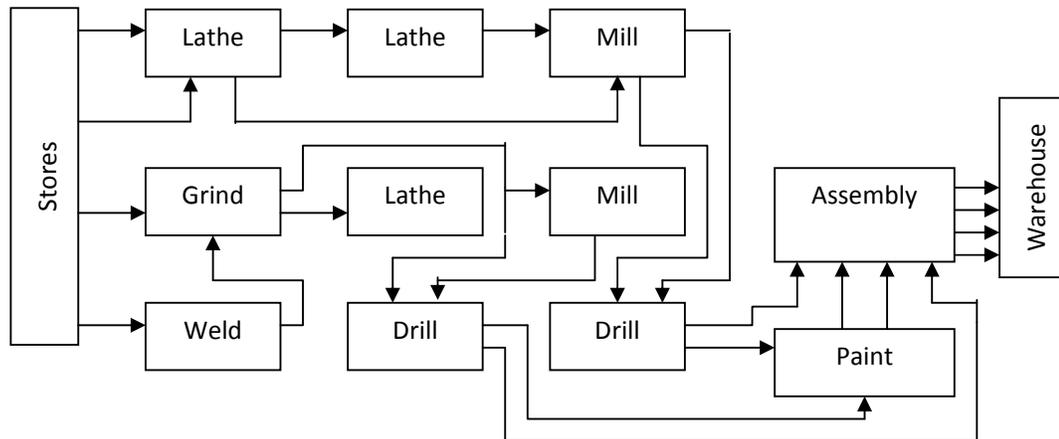 Stores
Lathe
Lathe
Mill
Grind
Lathe
Mill
Assembly
Warehouse
Weld
Drill
Drill
Paint